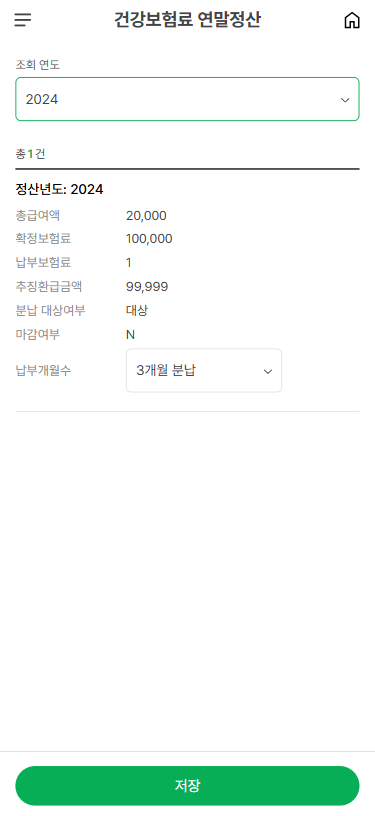 건강보험료 연말정산
조회 연도
2024
총 1 건
정산년도: 2024
총급여액 20,000
확정보험료 100,000
납부보험료 1
추징환급금액 99,999
분납 대상여부 대상
마감여부 N
납부개월수 3개월 분납
저장